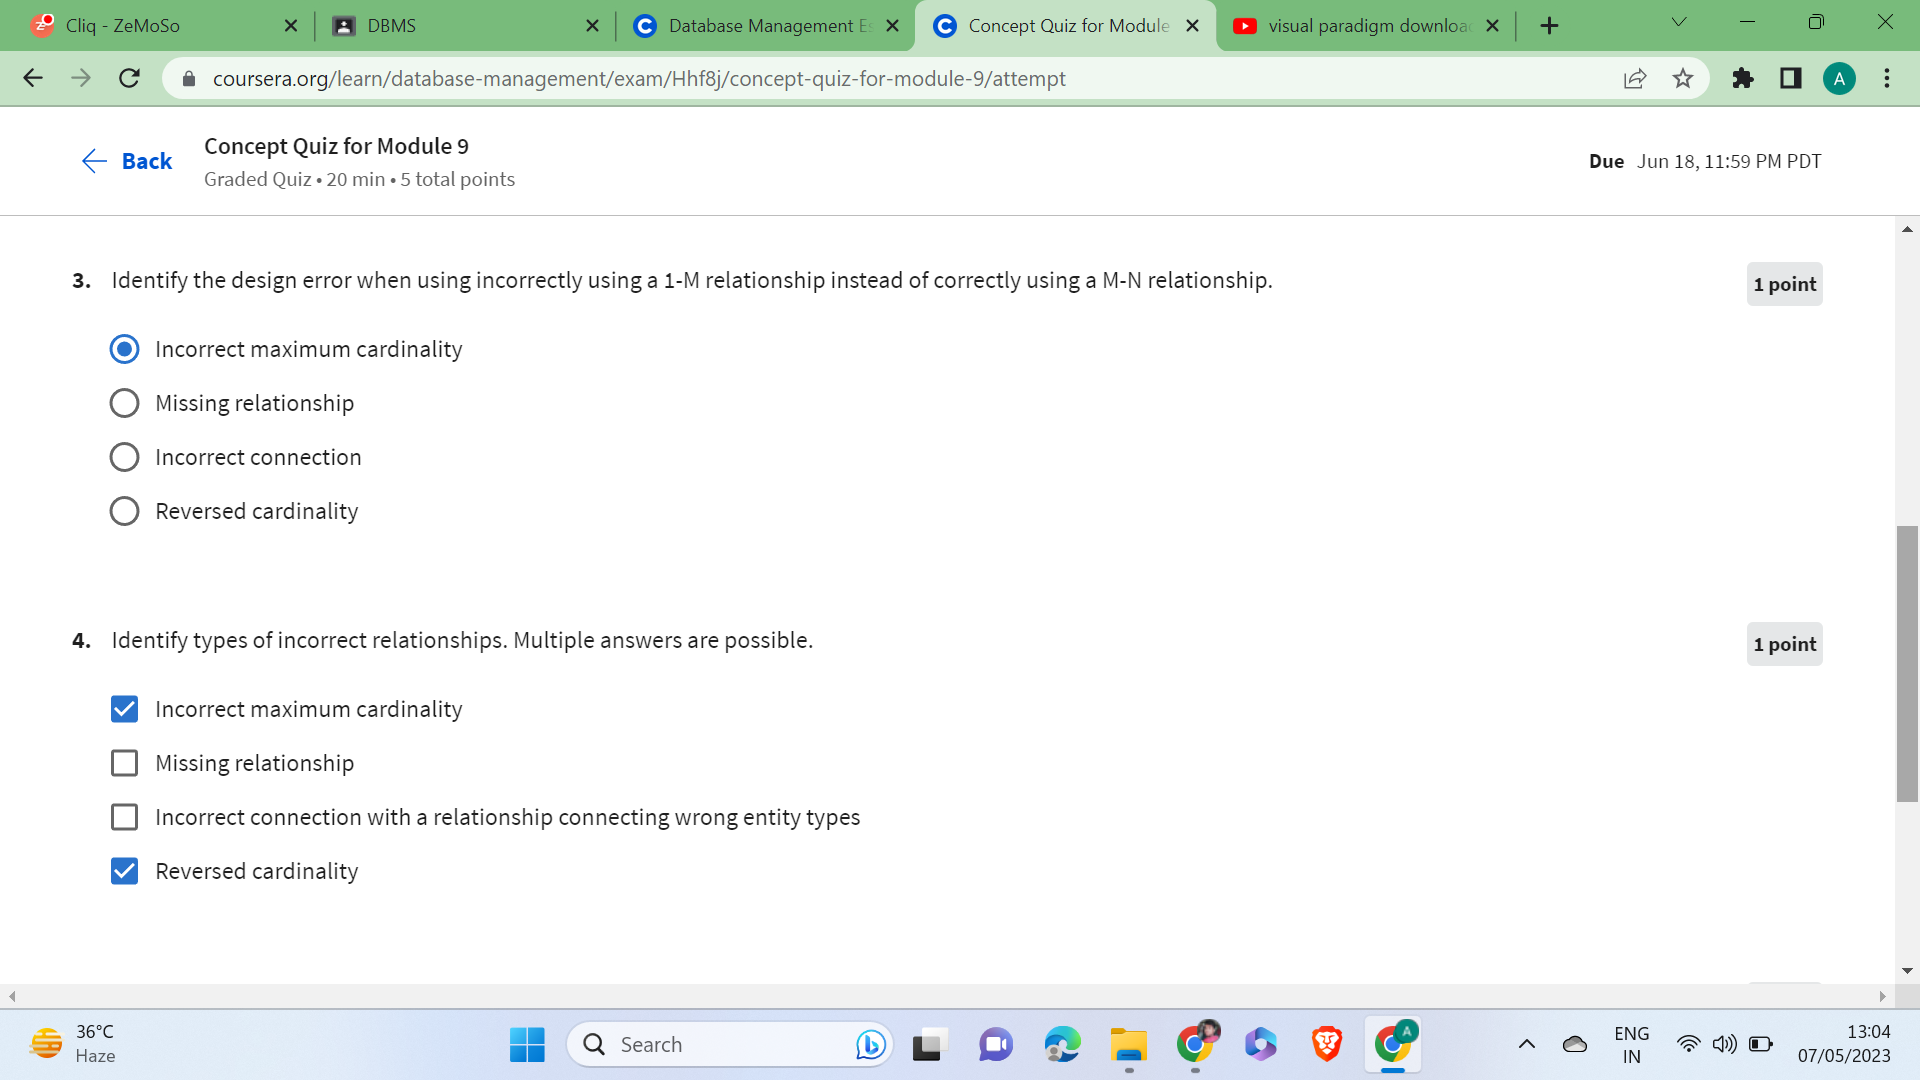 Cliq - ZeMoSo
DBMS
Database Management Es
Concept Quiz for Module
visual paradigm downloa
coursera.org/learn/database-management/exam/Hhf8j/concept-quiz-for-module-9/attempt
A
Back
Concept Quiz for Module 9
Graded Quiz • 20 min • 5 total points
Due Jun 18, 11:59 PM PDT
3. Identify the design error when using incorrectly using a 1-M relationship instead of correctly using a M-N relationship.
1 point
Incorrect maximum cardinality
Missing relationship
Incorrect connection
Reversed cardinality
4. Identify types of incorrect relationships. Multiple answers are possible.
1 point
Incorrect maximum cardinality
Missing relationship
Incorrect connection with a relationship connecting wrong entity types
Reversed cardinality
36°C
Haze
Search
A
ENG
IN
13:04
07/05/2023